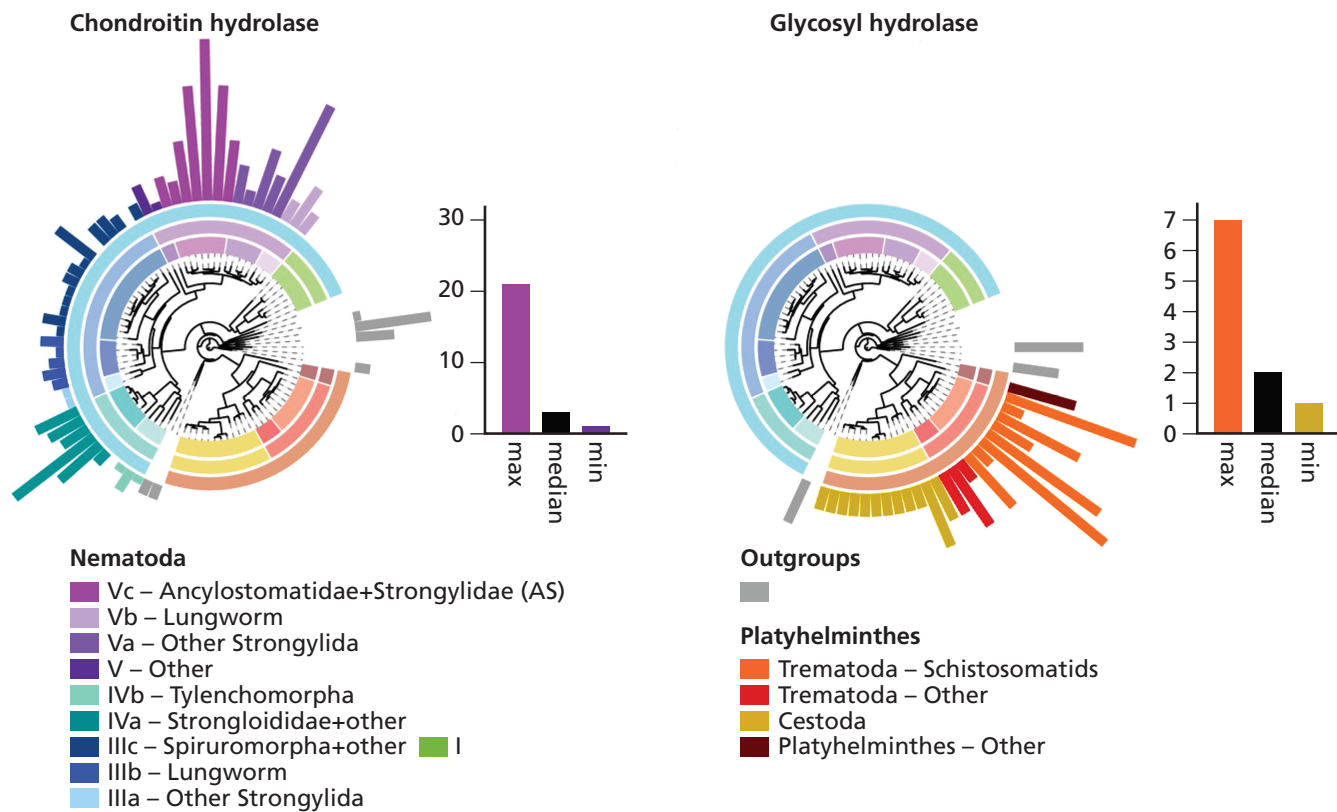 Chondroitin hydrolase
Glycosyl hydrolase
30
20
10
0
max
median
min
7
6
5
4
3
2
1
0
max
median
min
Nematoda
Vc – Ancylostomatidae+Strongylidae (AS)
Vb – Lungworm
Va – Other Strongylida
V – Other
IVb – Tylenchomorpha
IVa – Strongloididae+other
IIIc – Spiruromorpha+other
I
IIIb – Lungworm
IIIa – Other Strongylida
Outgroups
Platyhelminthes
Trematoda – Schistosomatids
Trematoda – Other
Cestoda
Platyhelminthes – Other